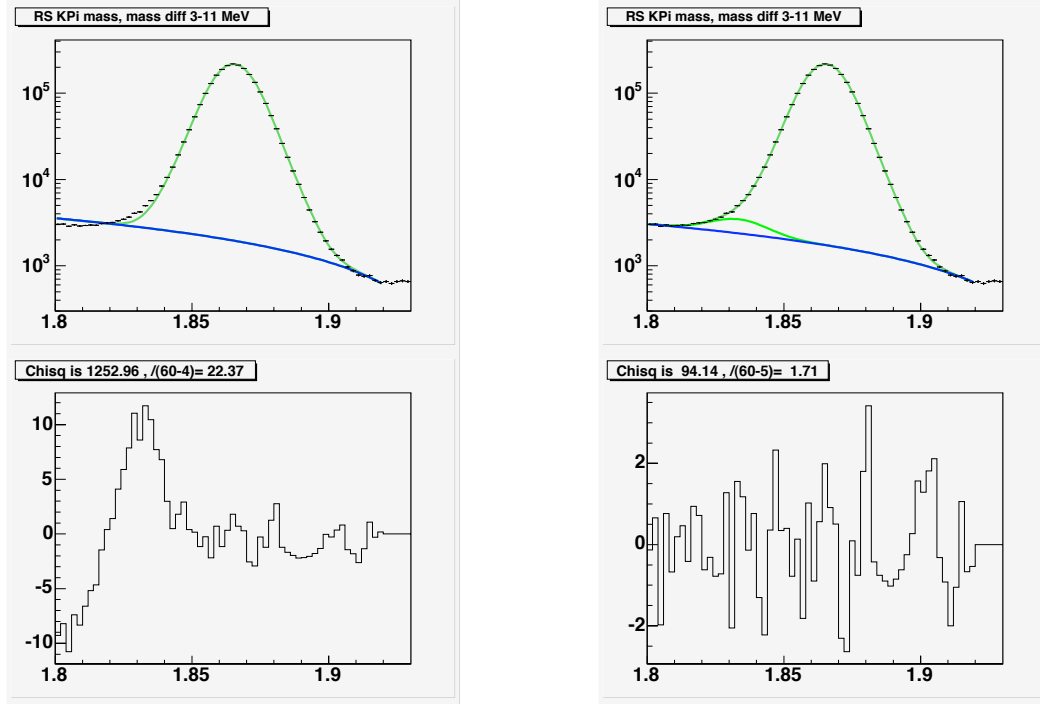 RS KPi mass, mass diff 3-11 MeV
10^5
10^4
10^3
1.8 1.85 1.9
RS KPi mass, mass diff 3-11 MeV
10^5
10^4
10^3
1.8 1.85 1.9
Chisq is 1252.96 , /(60-4)= 22.37
10
5
0
-5
-10
1.8 1.85 1.9
Chisq is 94.14 , /(60-5)= 1.71
2
0
-2
1.8 1.85 1.9